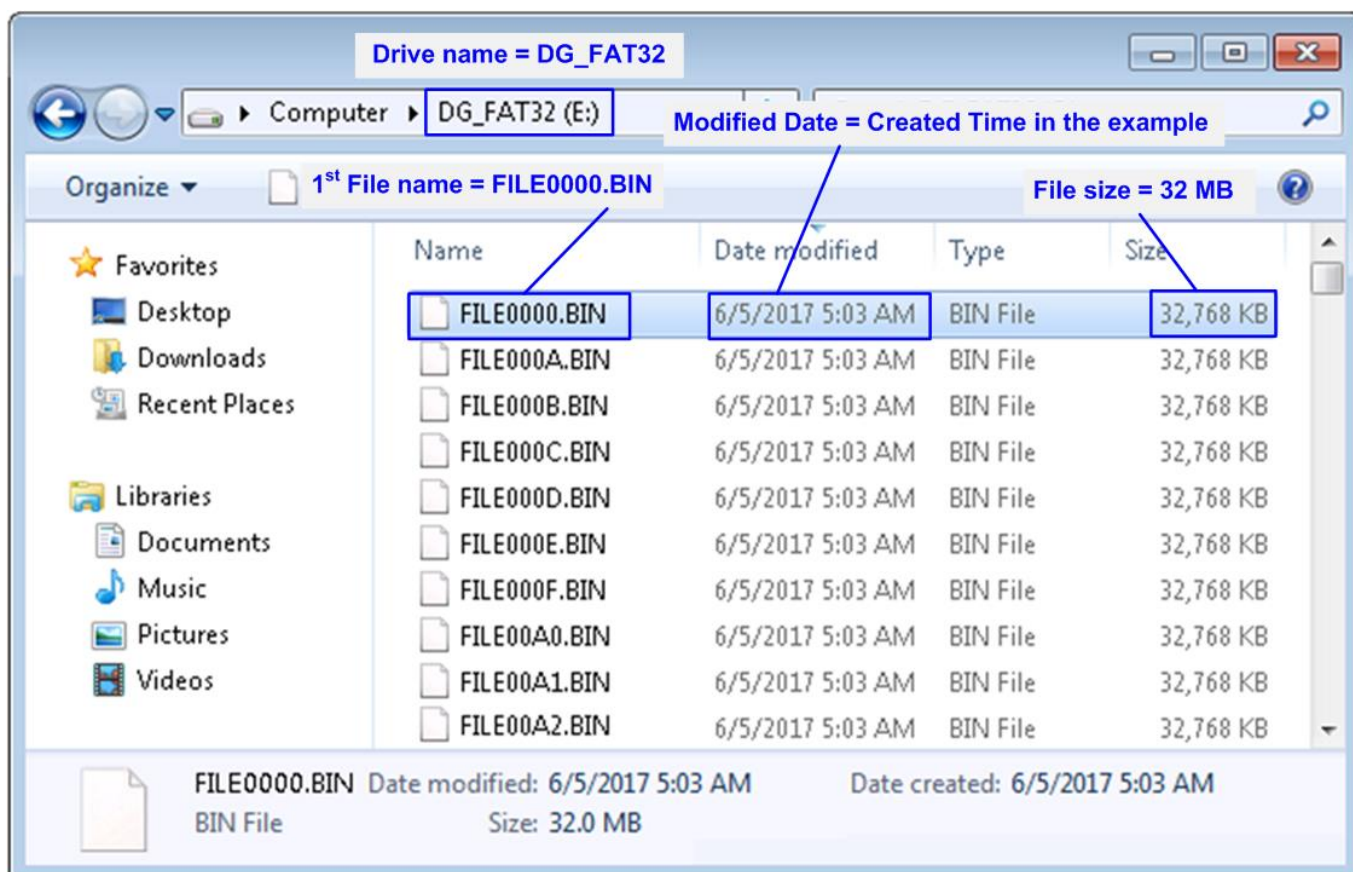 Drive name = DG_FAT32
Computer DG_FAT32 (E:)
Modified Date = Created Time in the example
Organize
1st File name = FILE0000.BIN
File size = 32 MB
Favorites
Desktop
Downloads
Recent Places
Libraries
Documents
Music
Pictures
Videos
Name Date modified Type Size
FILE0000.BIN 6/5/2017 5:03 AM BIN File 32,768 KB
FILE000A.BIN 6/5/2017 5:03 AM BIN File 32,768 KB
FILE000B.BIN 6/5/2017 5:03 AM BIN File 32,768 KB
FILE000C.BIN 6/5/2017 5:03 AM BIN File 32,768 KB
FILE000D.BIN 6/5/2017 5:03 AM BIN File 32,768 KB
FILE000E.BIN 6/5/2017 5:03 AM BIN File 32,768 KB
FILE000F.BIN 6/5/2017 5:03 AM BIN File 32,768 KB
FILE00A0.BIN 6/5/2017 5:03 AM BIN File 32,768 KB
FILE00A1.BIN 6/5/2017 5:03 AM BIN File 32,768 KB
FILE00A2.BIN 6/5/2017 5:03 AM BIN File 32,768 KB
FILE0000.BIN Date modified: 6/5/2017 5:03 AM Date created: 6/5/2017 5:03 AM
BIN File Size: 32.0 MB